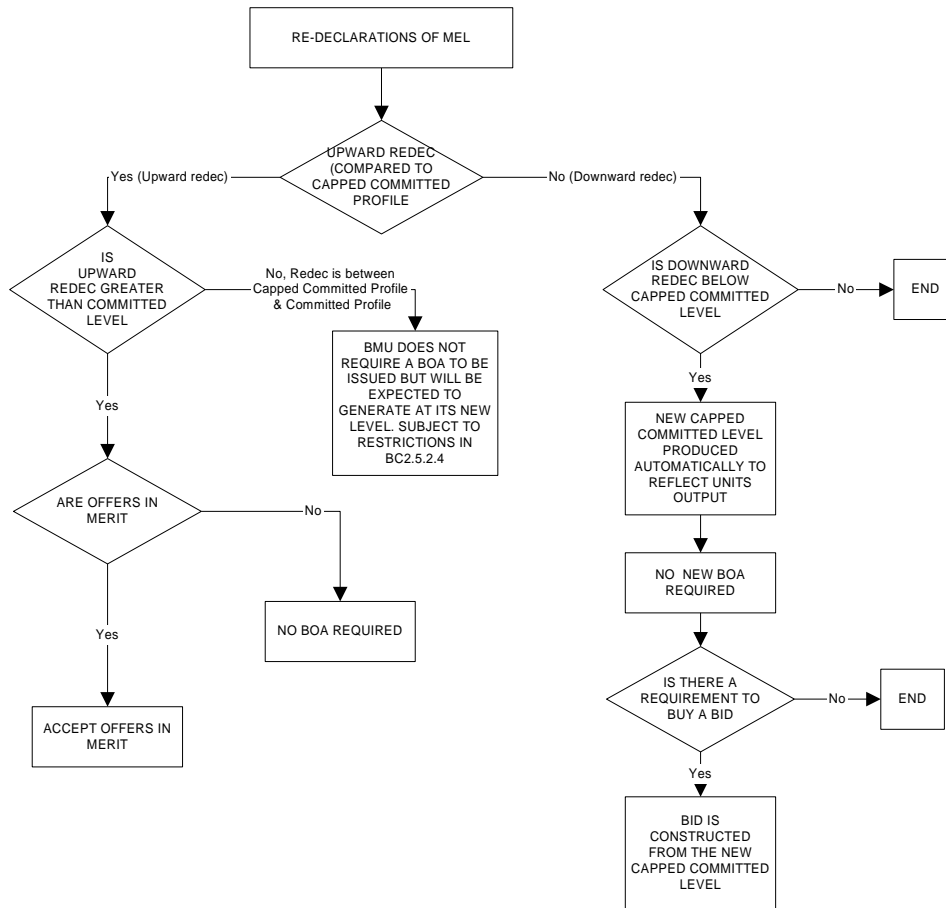 RE-DECLARATIONS OF MEL
UPWARD REDEC
(COMPARED TO
CAPPED COMMITTED
PROFILE
Yes (Upward redec)
No (Downward redec)
IS
UPWARD
REDEC GREATER
THAN COMMITTED
LEVEL
No, Redec is between
Capped Committed Profile
& Committed Profile
BMU DOES NOT
REQUIRE A BOA TO BE
ISSUED BUT WILL BE
EXPECTED TO
GENERATE AT ITS NEW
LEVEL. SUBJECT TO
RESTRICTIONS IN
BC2.5.2.4
Yes
ARE OFFERS IN
MERIT
No
NO BOA REQUIRED
Yes
ACCEPT OFFERS IN
MERIT
IS DOWNWARD
REDEC BELOW
CAPPED COMMITTED
LEVEL
No
END
Yes
NEW CAPPED
COMMITTED LEVEL
PRODUCED
AUTOMATICALLY TO
REFLECT UNITS
OUTPUT
NO NEW BOA
REQUIRED
IS THERE A
REQUIREMENT TO
BUY A BID
No
END
Yes
BID IS
CONSTRUCTED
FROM THE NEW
CAPPED COMMITTED
LEVEL